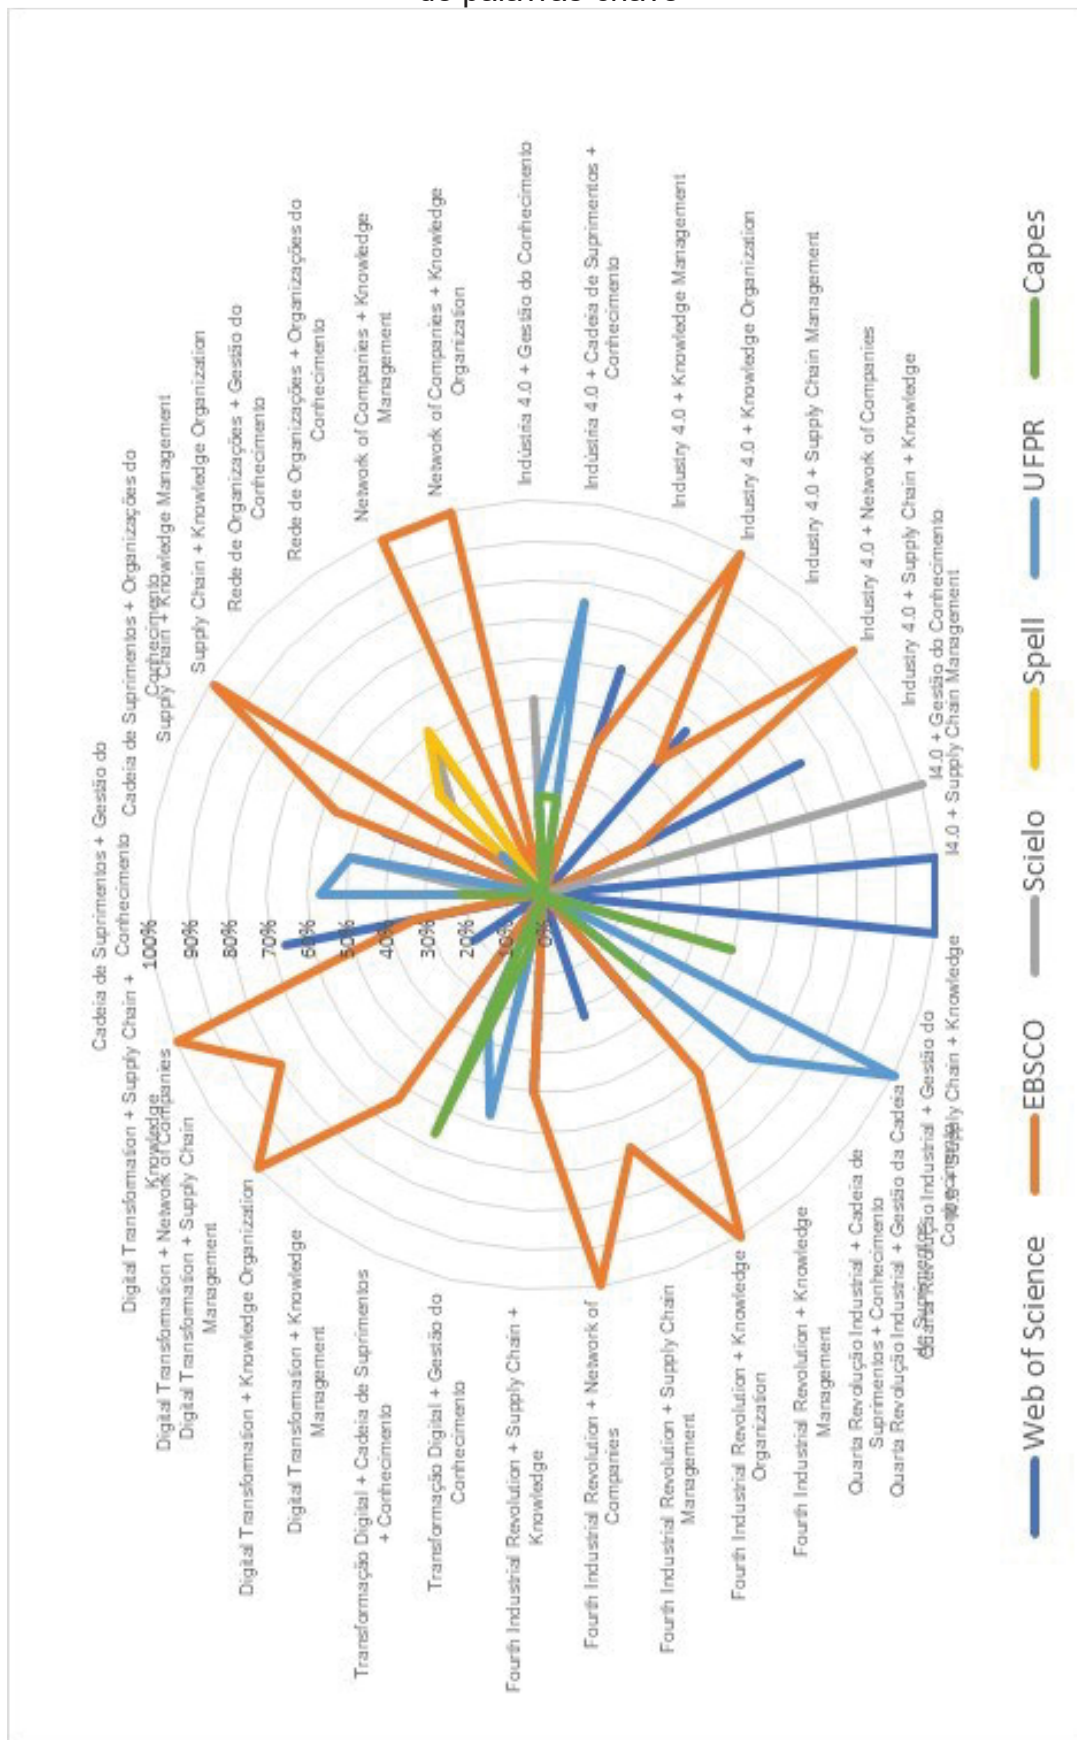 de palavras-chave
Cadeia de Suprimentos + Gestão do
Conhecimento
Cadeia de Suprimentos + Organizações do
Conhecimento
Supply Chain + Knowledge Management
Supply Chain + Knowledge Organization
Rede de Organizações + Gestão do
Conhecimento
Rede de Organizações + Organizações do
Conhecimento
Network of Companies + Knowledge
Management
Network of Companies + Knowledge
Organization
Indústria 4.0 + Gestão do Conhecimento
Indústria 4.0 + Cadeia de Suprimentos +
Conhecimento
Industry 4.0 + Knowledge Management
Industry 4.0 + Knowledge Organization
Industry 4.0 + Supply Chain Management
Industry 4.0 + Network of Companies
Industry 4.0 + Supply Chain + Knowledge
I4.0 + Gestão do Conhecimento
I4.0 + Supply Chain Management
I4.0 + Supply Chain + Knowledge
Quarta Revolução Industrial + Gestão do
Conhecimento
Quarta Revolução Industrial + Gestão da Cadeia
de Suprimentos
Quarta Revolução Industrial + Cadeia de
Suprimentos + Conhecimento
Fourth Industrial Revolution + Knowledge
Management
Fourth Industrial Revolution + Knowledge
Organization
Fourth Industrial Revolution + Supply Chain
Management
Fourth Industrial Revolution + Network of
Companies
Fourth Industrial Revolution + Supply Chain +
Knowledge
Transformação Digital + Gestão do
Conhecimento
Transformação Digital + Cadeia de Suprimentos
+ Conhecimento
Digital Transformation + Knowledge
Management
Digital Transformation + Knowledge Organization
Digital Transformation + Supply Chain
Management
Digital Transformation + Network of Companies
Digital Transformation + Supply Chain +
Knowledge
100%
90%
80%
70%
60%
50%
40%
30%
20%
10%
0%
Web of Science
EBSCO
Scielo
Spell
UFPR
Capes